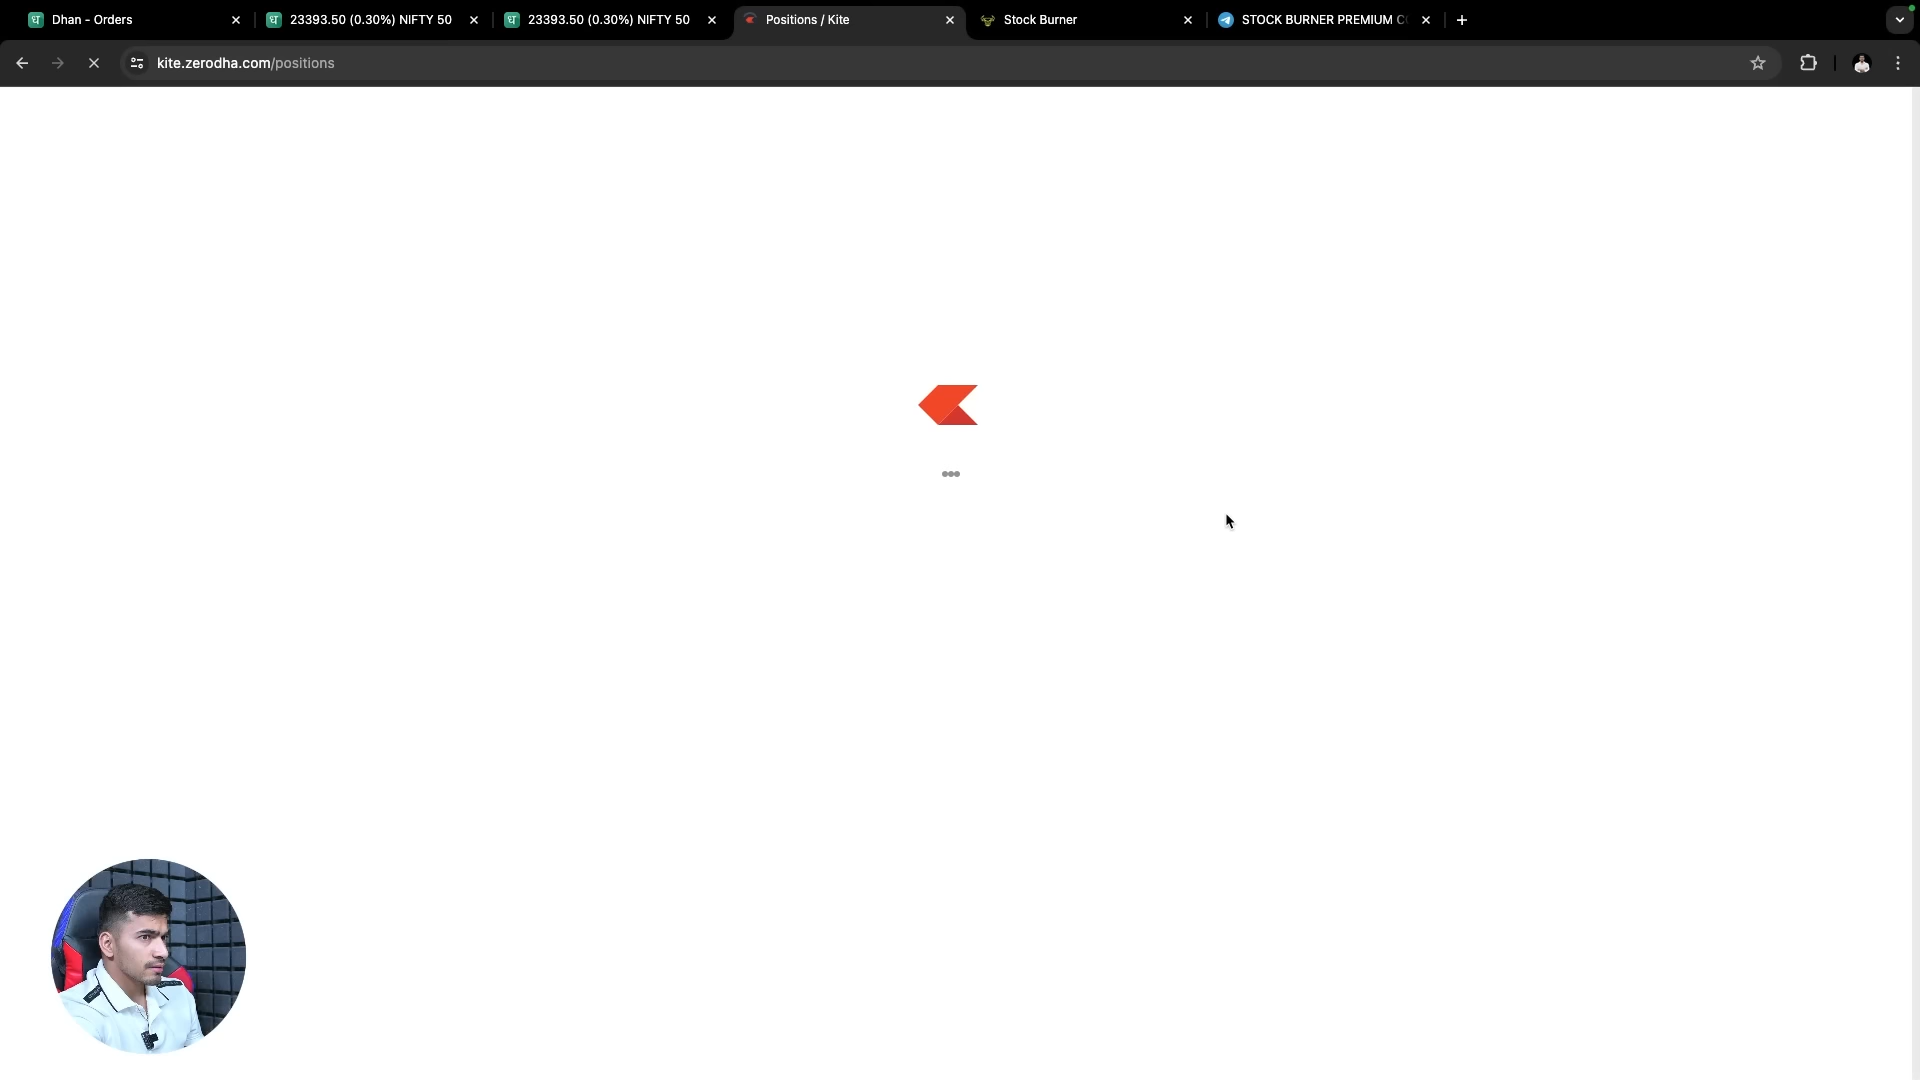 Dhan - Orders
23393.50 (0.30%) NIFTY 50
23393.50 (0.30%) NIFTY 50
Positions / Kite
Stock Burner
STOCK BURNER PREMIUM
kite.zerodha.com/positions